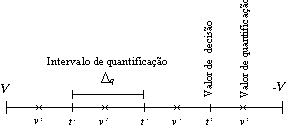 Valor de decisão
Valor de quantificação
Intervalo de quantificação
Δq
V
-V
v' t' v' t' v' t' v'